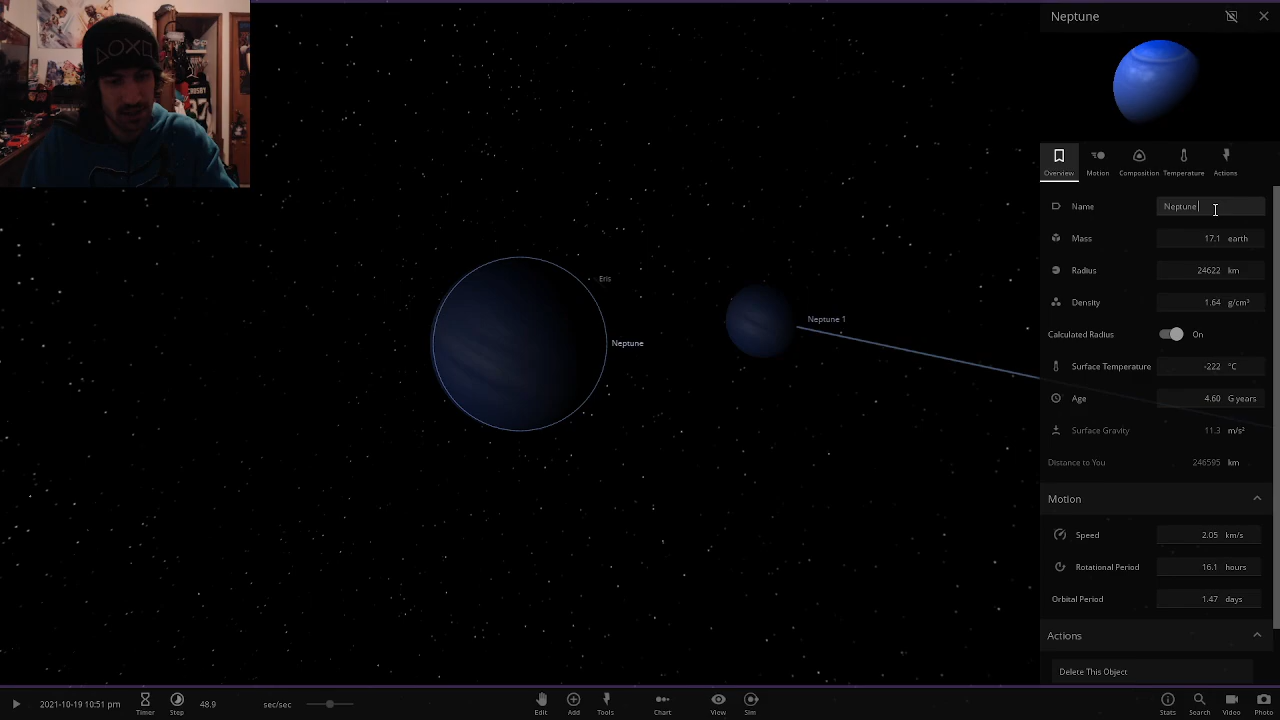 Neptune
CROSBY
87
Overview
Motion
Composition
Temperature
Actions
Name Neptune
Mass 17.1 earth
Radius 24622 km
Density 1.64 g/cm³
Calculated Radius On
Surface Temperature -222 °C
Age 4.60 G years
Surface Gravity 11.3 m/s²
Distance to You 246595 km
Motion
Speed 2.05 km/s
Rotational Period 16.1 hours
Orbital Period 1.47 days
Actions
Delete This Object
Eris
Neptune 1
Neptune
2021-10-19 10:51 pm
Timer
Step
48.9 sec/sec
Edit
Add
Tools
Chart
View
Sim
Stats
Search
Video
Photo